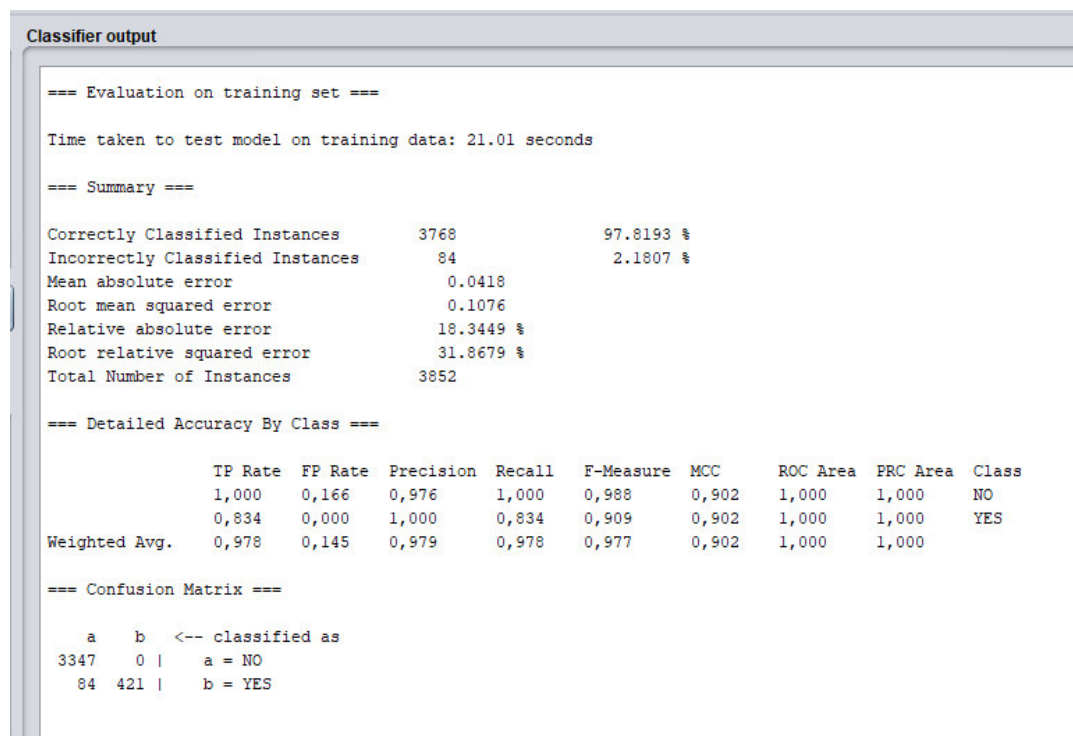 Classifier output
=== Evaluation on training set ===
Time taken to test model on training data: 21.01 seconds
=== Summary ===
Correctly Classified Instances 3768 97.8193 %
Incorrectly Classified Instances 84 2.1807 %
Mean absolute error 0.0418
Root mean squared error 0.1076
Relative absolute error 18.3449 %
Root relative squared error 31.8679 %
Total Number of Instances 3852
=== Detailed Accuracy By Class ===
TP Rate FP Rate Precision Recall F-Measure MCC ROC Area PRC Area Class
1,000 0,166 0,976 1,000 0,988 0,902 1,000 1,000 NO
0,834 0,000 1,000 0,834 0,909 0,902 1,000 1,000 YES
Weighted Avg. 0,978 0,145 0,979 0,978 0,977 0,902 1,000 1,000
=== Confusion Matrix ===
a b <-- classified as
3347 0 | a = NO
84 421 | b = YES